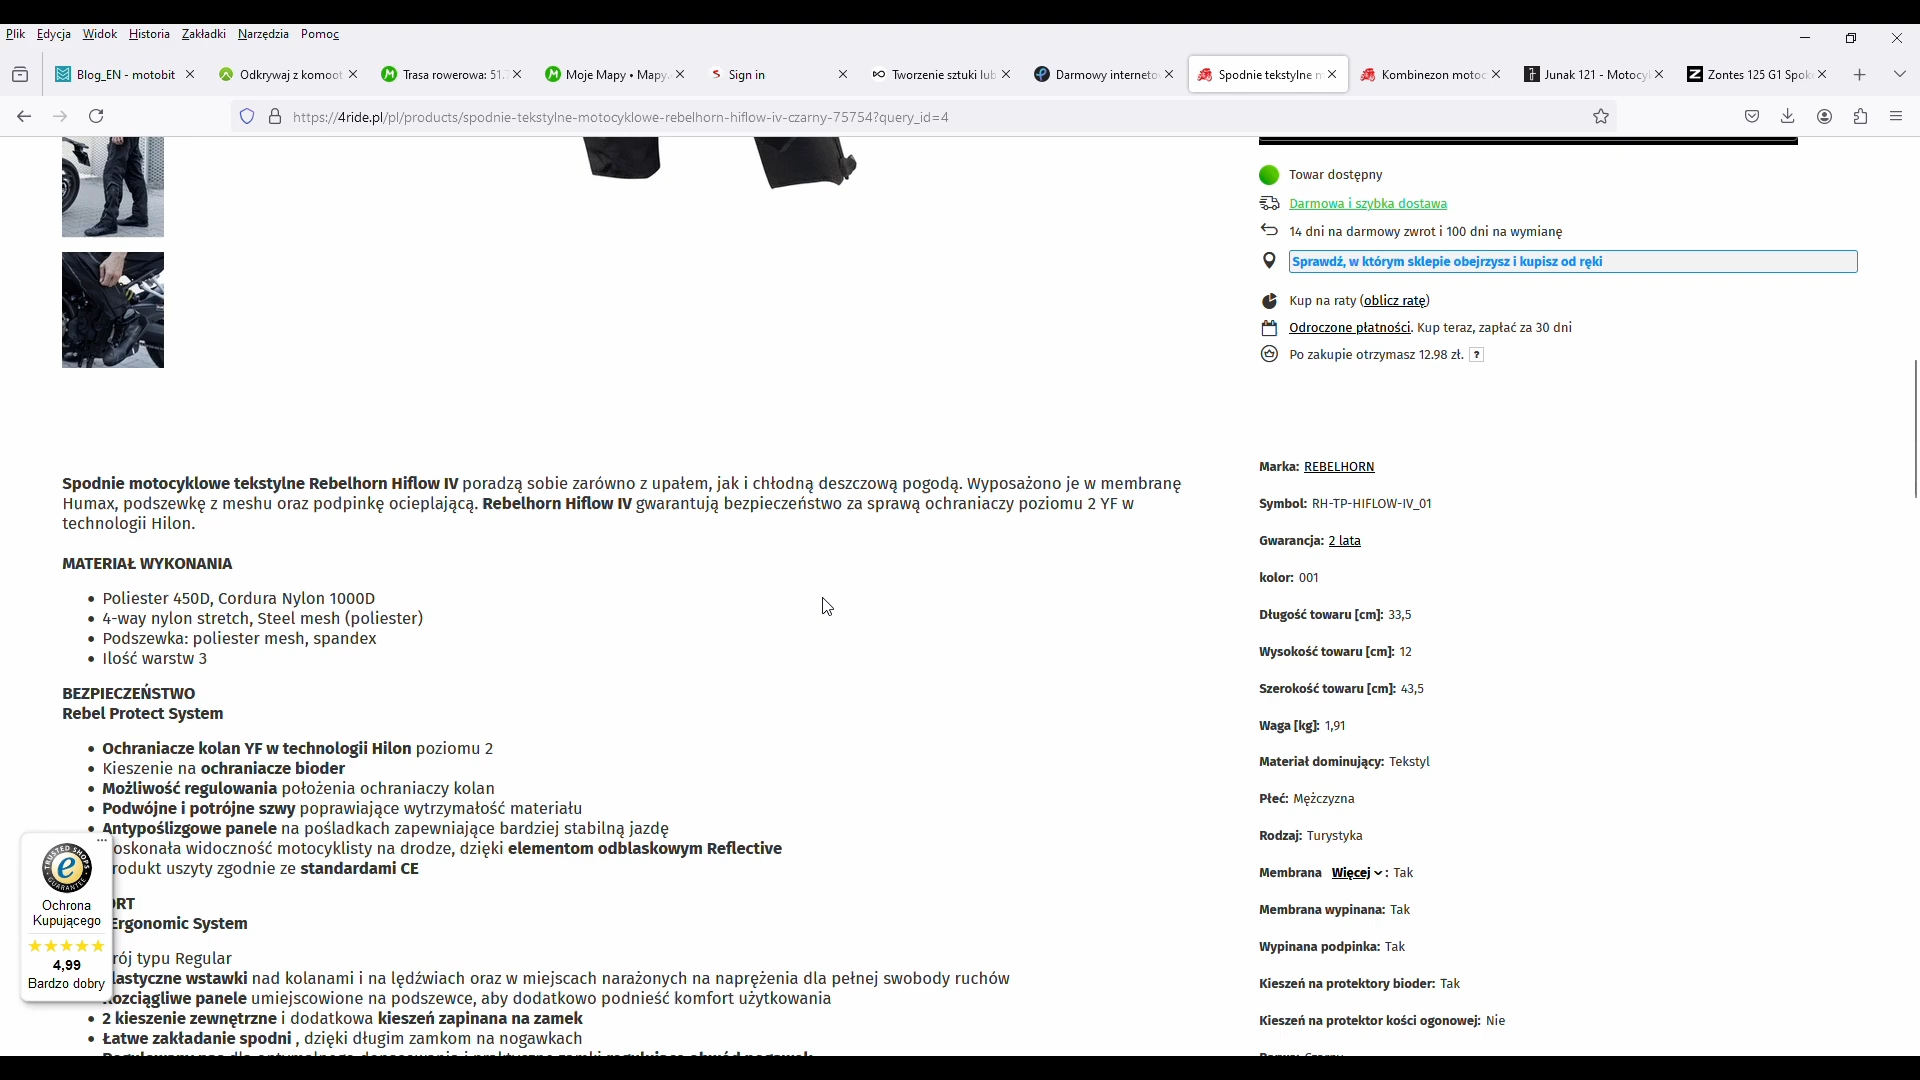 Plik Edycja Widok Historia Zakładki Narzędzia Pomoc
Blog_EN - motobit
Odkrywaj z komoot
Trasa rowerowa: 51.
Moje Mapy • Mapy.
Sign in
Tworzenie sztuki lub
Darmowy interneto
Spodnie tekstylne m
Kombinezon motoc
Junak 121 - Motocykl
Zontes 125 G1 Spok
https://4ride.pl/pl/products/spodnie-tekstylne-motocyklowe-rebelhorn-hiflow-iv-czarny-75754?query_id=4
Towar dostępny
Darmowa i szybka dostawa
14 dni na darmowy zwrot i 100 dni na wymianę
Sprawdź, w którym sklepie obejrzysz i kupisz od ręki
Kup na raty (oblicz ratę)
Odroczone płatności. Kup teraz, zapłać za 30 dni
Po zakupie otrzymasz 12.98 zł. ?
Spodnie motocyklowe tekstylne Rebelhorn Hiflow IV poradzą sobie zarówno z upałem, jak i chłodną deszczową pogodą. Wyposażono je w membranę
Humax, podszewkę z meshu oraz podpinkę ocieplającą. Rebelhorn Hiflow IV gwarantują bezpieczeństwo za sprawą ochraniaczy poziomu 2 YF w
technologii Hilon.
MATERIAŁ WYKONANIA
• Poliester 450D, Cordura Nylon 1000D
• 4-way nylon stretch, Steel mesh (poliester)
• Podszewka: poliester mesh, spandex
• Ilość warstw 3
BEZPIECZEŃSTWO
Rebel Protect System
• Ochraniacze kolan YF w technologii Hilon poziomu 2
• Kieszenie na ochraniacze bioder
• Możliwość regulowania położenia ochraniaczy kolan
• Podwójne i potrójne szwy poprawiające wytrzymałość materiału
• Antypoślizgowe panele na pośladkach zapewniające bardziej stabilną jazdę
oskonała widoczność motocyklisty na drodze, dzięki elementom odblaskowym Reflective
rodukt uszyty zgodnie ze standardami CE
ORT
Ergonomic System
rój typu Regular
lastyczne wstawki nad kolanami i na lędźwiach oraz w miejscach narażonych na naprężenia dla pełnej swobody ruchów
Rozciągliwe panele umiejscowione na podszewce, aby dodatkowo podnieść komfort użytkowania
• 2 kieszenie zewnętrzne i dodatkowa kieszeń zapinana na zamek
• Łatwe zakładanie spodni , dzięki długim zamkom na nogawkach
Marka: REBELHORN
Symbol: RH-TP-HIFLOW-IV_01
Gwarancja: 2 lata
kolor: 001
Długość towaru [cm]: 33,5
Wysokość towaru [cm]: 12
Szerokość towaru [cm]: 43,5
Waga [kg]: 1,91
Materiał dominujący: Tekstyl
Płeć: Mężczyzna
Rodzaj: Turystyka
Membrana Więcej : Tak
Membrana wypinana: Tak
Wypinana podpinka: Tak
Kieszeń na protektory bioder: Tak
Kieszeń na protektor kości ogonowej: Nie
TRUSTED SHOPS
e
GUARANTEE
Ochrona
Kupującego
4,99
Bardzo dobry